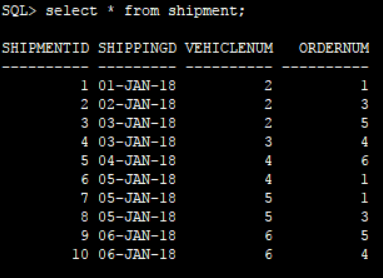 SQL> select * from shipment;
SHIPMENTID SHIPPINGD VEHICLENUM   ORDERNUM
---------- --------- ---------- ----------
         1 01-JAN-18          2          1
         2 02-JAN-18          2          3
         3 03-JAN-18          2          5
         4 03-JAN-18          3          4
         5 04-JAN-18          4          6
         6 05-JAN-18          4          1
         7 05-JAN-18          5          1
         8 05-JAN-18          5          3
         9 06-JAN-18          6          5
        10 06-JAN-18          6          4